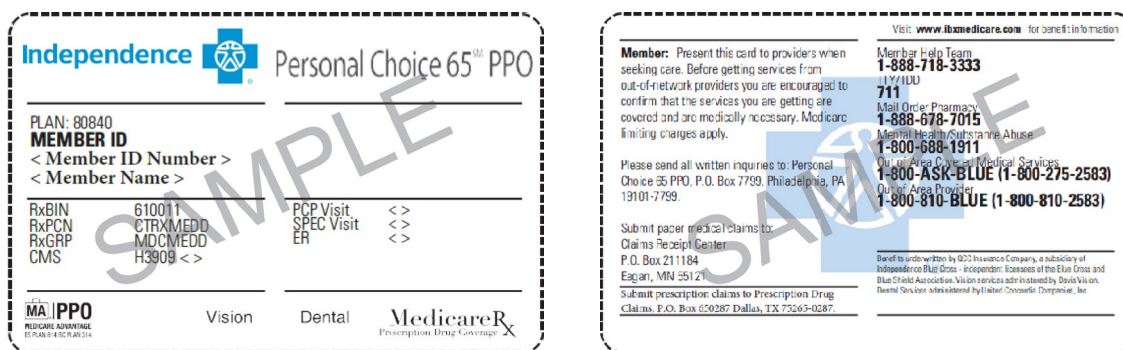 Independence
Personal Choice 65℠ PPO
PLAN: 80840
MEMBER ID
< Member ID Number >
< Member Name >
RxBIN 610011
RxPCN CTRXMEDD
RxGRP MDCMEDD
CMS H3909 < >
PCP Visit < >
SPEC Visit < >
ER < >
MA PPO
MEDICARE ADVANTAGE
Vision
Dental
MedicareRx
Prescription Drug Coverage
SAMPLE
Visit www.ibxmedicare.com for benefit information
Member: Present this card to providers when
seeking care. Before getting services from
out-of-network providers you are encouraged to
confirm that the services you are getting are
covered and are medically necessary. Medicare
limiting charges apply.
Please send all written inquiries to: Personal
Choice 65 PPO, P.O. Box 7799, Philadelphia, PA
19101-7799.
Submit paper medical claims to:
Claims Receipt Center
P.O. Box 211184
Eagan, MN 55121
Submit prescription claims to Prescription Drug
Claims, P.O. Box 650287 Dallas, TX 75265-0287.
Member Help Team
1-888-718-3333
TTY/TDD
711
Mail Order Pharmacy
1-888-678-7015
Mental Health/Substance Abuse
1-800-688-1911
Out of Area Covered Medical Services
1-800-ASK-BLUE (1-800-275-2583)
Out of Area Provider
1-800-810-BLUE (1-800-810-2583)
Benefits underwritten by QCC Insurance Company, a subsidiary of
Independence Blue Cross - independent licensees of the Blue Cross and
Blue Shield Association. Vision services administered by Davis Vision.
Dental Services administered by United Concordia Companies, Inc.
SAMPLE